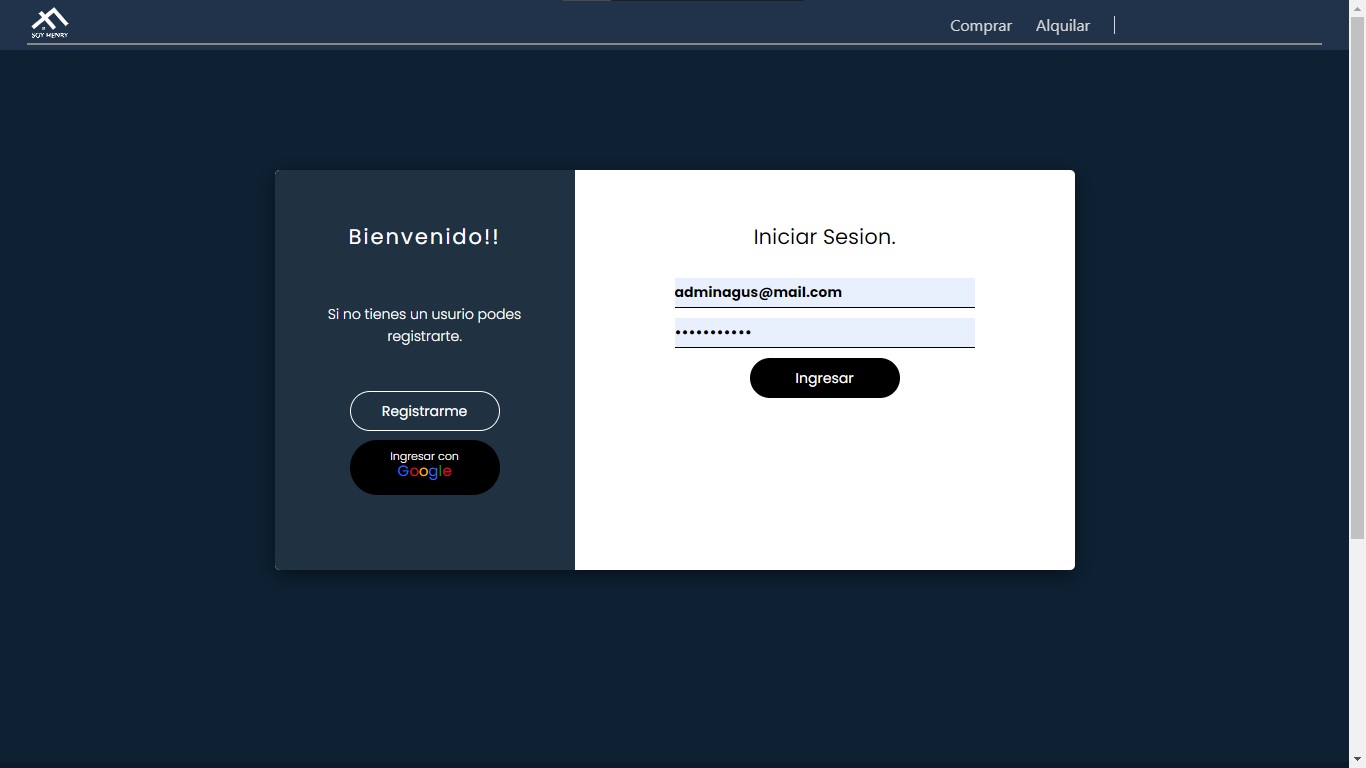 SOY HENRY
Comprar Alquilar
Bienvenido!!
Si no tienes un usurio podes
registrarte.
Registrarme
Ingresar con
Google
Iniciar Sesion.
adminagus@mail.com
•••••••••••
Ingresar